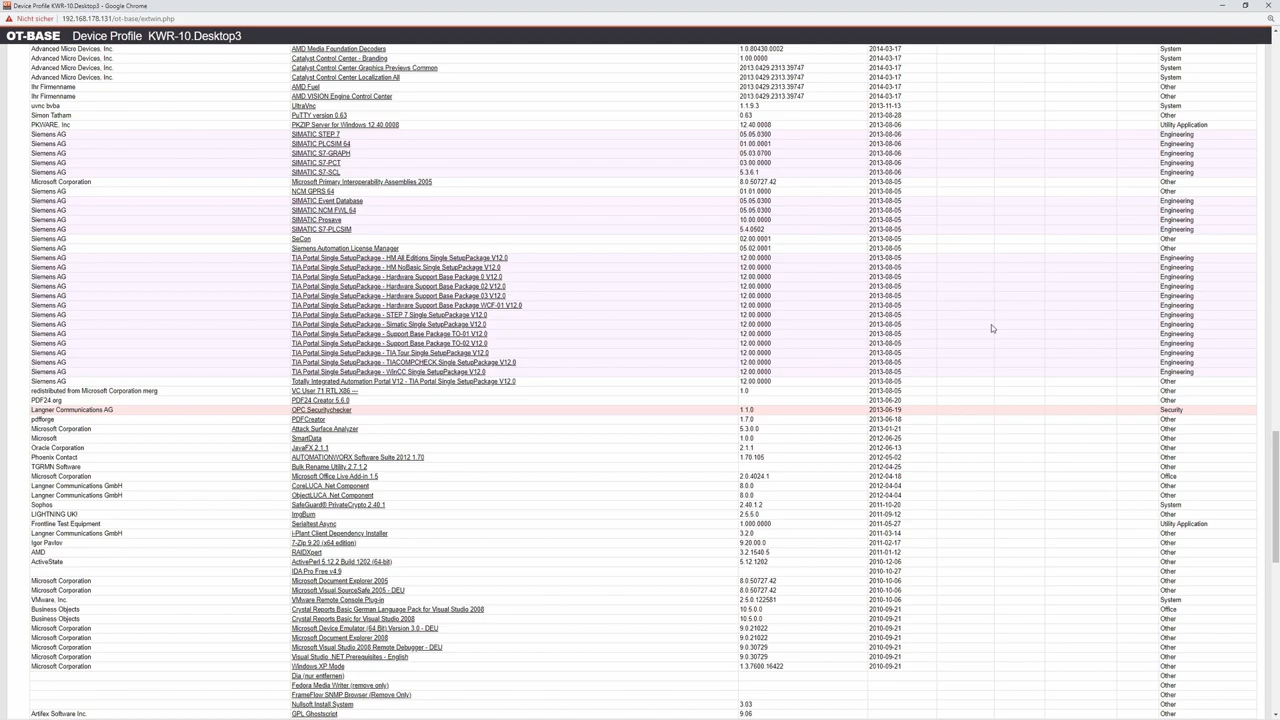 Device Profile KWR-10.Desktop3 - Google Chrome
Nicht sicher | 192.168.178.131/ot-base/extwin.php
OT-BASE Device Profile KWR-10.Desktop3
Advanced Micro Devices, Inc. AMD Media Foundation Decoders 1.0.80430.0002 2014-03-17 System
Advanced Micro Devices, Inc. Catalyst Control Center - Branding 1.00.0000 2014-03-17 System
Advanced Micro Devices, Inc. Catalyst Control Center Graphics Previews Common 2013.0429.2313.39747 2014-03-17 System
Advanced Micro Devices, Inc. Catalyst Control Center Localization All 2013.0429.2313.39747 2014-03-17 System
Ihr Firmenname AMD Fuel 2013.0429.2313.39747 2014-03-17 Other
Ihr Firmenname AMD VISION Engine Control Center 2013.0429.2313.39747 2014-03-17 Other
uvnc bvba UltraVnc 1.1.9.3 2013-11-13 System
Simon Tatham PuTTY version 0.63 0.63 2013-08-28 Other
PKWARE, Inc PKZIP Server for Windows 12.40.0008 12.40.0008 2013-08-06 Utility Application
Siemens AG SIMATIC STEP 7 05.05.0300 2013-08-06 Engineering
Siemens AG SIMATIC PLCSIM 64 01.00.0001 2013-08-06 Engineering
Siemens AG SIMATIC S7-GRAPH 05.03.0700 2013-08-06 Engineering
Siemens AG SIMATIC S7-PCT 03.00.0000 2013-08-06 Engineering
Siemens AG SIMATIC S7-SCL 5.3.6.1 2013-08-06 Engineering
Microsoft Corporation Microsoft Primary Interoperability Assemblies 2005 8.0.50727.42 2013-08-05 Other
Siemens AG NCM GPRS 64 01.01.0000 2013-08-05 Other
Siemens AG SIMATIC Event Database 05.05.0300 2013-08-05 Engineering
Siemens AG SIMATIC NCM FWL 64 05.05.0300 2013-08-05 Engineering
Siemens AG SIMATIC Prosave 10.00.0000 2013-08-05 Engineering
Siemens AG SIMATIC S7-PLCSIM 5.4.0502 2013-08-05 Engineering
Siemens AG SeCon 02.00.0001 2013-08-05 Other
Siemens AG Siemens Automation License Manager 05.02.0001 2013-08-05 Other
Siemens AG TIA Portal Single SetupPackage - HM All Editions Single SetupPackage V12.0 12.00.0000 2013-08-05 Engineering
Siemens AG TIA Portal Single SetupPackage - HM NoBasic Single SetupPackage V12.0 12.00.0000 2013-08-05 Engineering
Siemens AG TIA Portal Single SetupPackage - Hardware Support Base Package 0 V12.0 12.00.0000 2013-08-05 Engineering
Siemens AG TIA Portal Single SetupPackage - Hardware Support Base Package 02 V12.0 12.00.0000 2013-08-05 Engineering
Siemens AG TIA Portal Single SetupPackage - Hardware Support Base Package 03 V12.0 12.00.0000 2013-08-05 Engineering
Siemens AG TIA Portal Single SetupPackage - Hardware Support Base Package WCF-01 V12.0 12.00.0000 2013-08-05 Engineering
Siemens AG TIA Portal Single SetupPackage - STEP 7 Single SetupPackage V12.0 12.00.0000 2013-08-05 Engineering
Siemens AG TIA Portal Single SetupPackage - Simatic Single SetupPackage V12.0 12.00.0000 2013-08-05 Engineering
Siemens AG TIA Portal Single SetupPackage - Support Base Package TO-01 V12.0 12.00.0000 2013-08-05 Engineering
Siemens AG TIA Portal Single SetupPackage - Support Base Package TO-02 V12.0 12.00.0000 2013-08-05 Engineering
Siemens AG TIA Portal Single SetupPackage - TIA Tour Single SetupPackage V12.0 12.00.0000 2013-08-05 Engineering
Siemens AG TIA Portal Single SetupPackage - TIACOMPCHECK Single SetupPackage V12.0 12.00.0000 2013-08-05 Engineering
Siemens AG TIA Portal Single SetupPackage - WinCC Single SetupPackage V12.0 12.00.0000 2013-08-05 Engineering
Siemens AG Totally Integrated Automation Portal V12 - TIA Portal Single SetupPackage V12.0 12.00.0000 2013-08-05 Other
redistributed from Microsoft Corporation merg VC User 71 RTL X86 --- 1.0 2013-08-05 Other
PDF24.org PDF24 Creator 5.6.0 2013-06-20 Other
Langner Communications AG OPC Securitychecker 1.1.0 2013-06-19 Security
pdfforge PDFCreator 1.7.0 2013-06-18 Other
Microsoft Corporation Attack Surface Analyzer 5.3.0.0 2013-01-21 Other
Microsoft SmartData 1.0.0 2012-06-25 Other
Oracle Corporation JavaFX 2.1.1 2.1.1 2012-06-13 Other
Phoenix Contact AUTOMATIONWORX Software Suite 2012 1.70 1.70.105 2012-05-02 Other
TGRMN Software Bulk Rename Utility 2.7.1.2 2012-04-25 Other
Microsoft Corporation Microsoft Office Live Add-in 1.5 2.0.4024.1 2012-04-18 Office
Langner Communications GmbH CoreLUCA .Net Component 8.0.0 2012-04-04 Other
Langner Communications GmbH ObjectLUCA .Net Component 8.0.0 2012-04-04 Other
Sophos SafeGuard® PrivateCrypto 2.40.1 2.40.1.2 2011-10-20 System
LIGHTNING UK! ImgBurn 2.5.5.0 2011-09-12 Other
Frontline Test Equipment Serialtest Async 1.000.0000 2011-05-27 Utility Application
Langner Communications GmbH i-Plant Client Dependency Installer 3.2.0 2011-03-14 Other
Igor Pavlov 7-Zip 9.20 (x64 edition) 9.20.00.0 2011-02-17 Other
AMD RAIDXpert 3.2.1540.5 2011-01-12 Other
ActiveState ActivePerl 5.12.2 Build 1202 (64-bit) 5.12.1202 2010-12-06 Other
IDA Pro Free v4.9 2010-10-27 Other
Microsoft Corporation Microsoft Document Explorer 2005 8.0.50727.42 2010-10-06 Other
Microsoft Corporation Microsoft Visual SourceSafe 2005 - DEU 8.0.50727.42 2010-10-06 Other
VMware, Inc. VMware Remote Console Plug-in 2.5.0.122581 2010-10-06 System
Business Objects Crystal Reports Basic German Language Pack for Visual Studio 2008 10.5.0.0 2010-09-21 Office
Business Objects Crystal Reports Basic for Visual Studio 2008 10.5.0.0 2010-09-21 Other
Microsoft Corporation Microsoft Device Emulator (64 Bit) Version 3.0 - DEU 9.0.21022 2010-09-21 Other
Microsoft Corporation Microsoft Document Explorer 2008 9.0.21022 2010-09-21 Other
Microsoft Corporation Microsoft Visual Studio 2008 Remote Debugger - DEU 9.0.30729 2010-09-21 Other
Microsoft Corporation Visual Studio .NET Prerequisites - English 9.0.30729 2010-09-21 Other
Microsoft Corporation Windows XP Mode 1.3.7600.16422 2010-09-21 Other
Dia (nur entfernen) Other
Fedora Media Writer (remove only) Other
FrameFlow SNMP Browser (Remove Only) Other
Nullsoft Install System 3.03 Other
Artifex Software Inc. GPL Ghostscript 9.06 Other